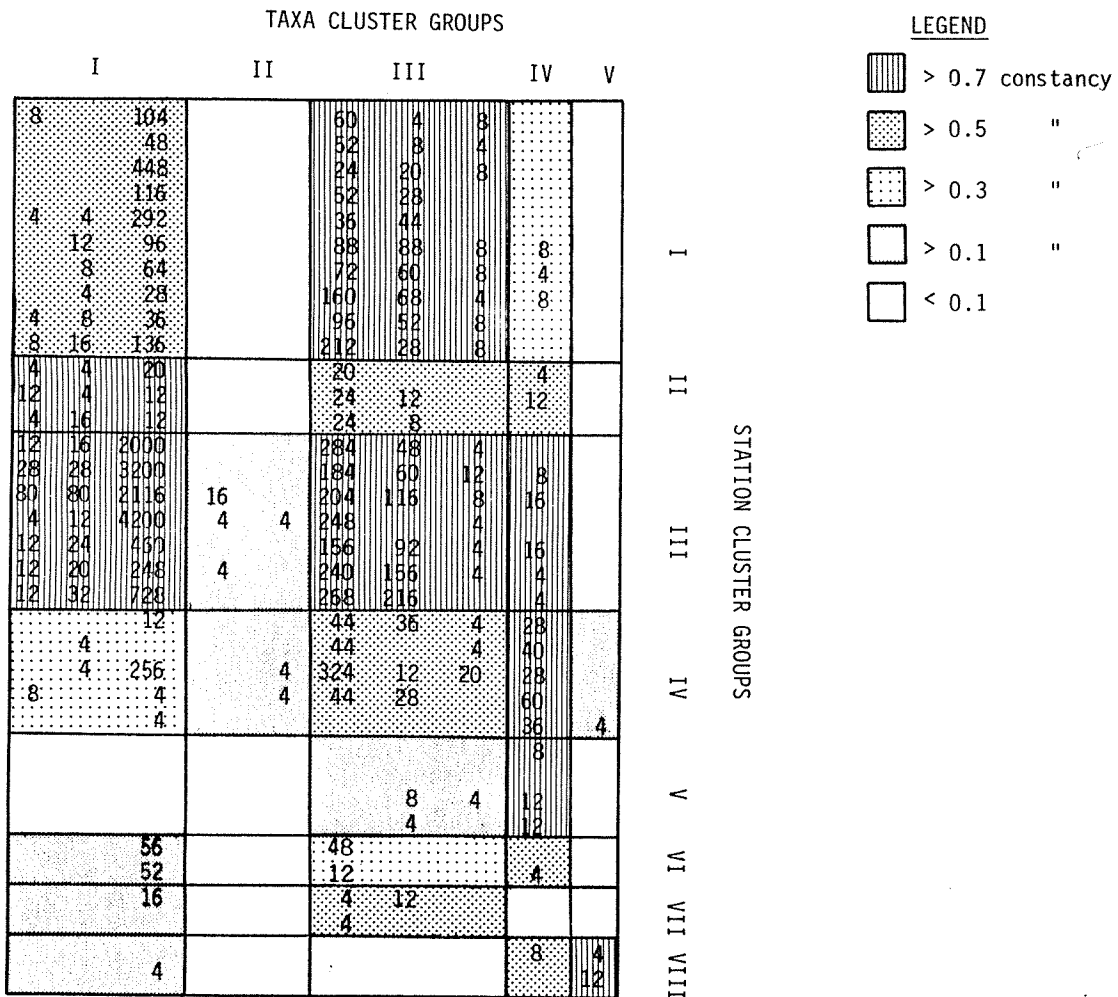 TAXA CLUSTER GROUPS
I II III IV V
8 104 60 4 8
48 52 8 4
448 24 20 8
116 52 28
4 4 292 36 44
12 96 88 88 8 8
8 64 72 60 8 4
4 28 160 68 4 8
4 8 36 96 52 8
8 16 136 212 28 8
I
4 4 20 20 4
12 4 12 24 12 12
4 16 12 24 8
II
12 16 2000 284 48 4
28 28 3200 184 60 12 8
80 80 2116 16 204 116 8 16
4 12 4200 4 4 248 4
12 24 460 156 92 4 16
12 20 248 4 240 156 4 4
12 32 728 268 216 4
III
12 44 36 4 28
4 44 4 40
4 256 4 324 12 20 28
8 4 4 44 28 60
4 36 4
IV
8
8 4 12
4 12
V
56 48
52 12 4
VI
16 4 12
4
VII
8 4
4 12
VIII
STATION CLUSTER GROUPS
LEGEND
> 0.7 constancy
> 0.5 "
> 0.3 "
> 0.1 "
< 0.1